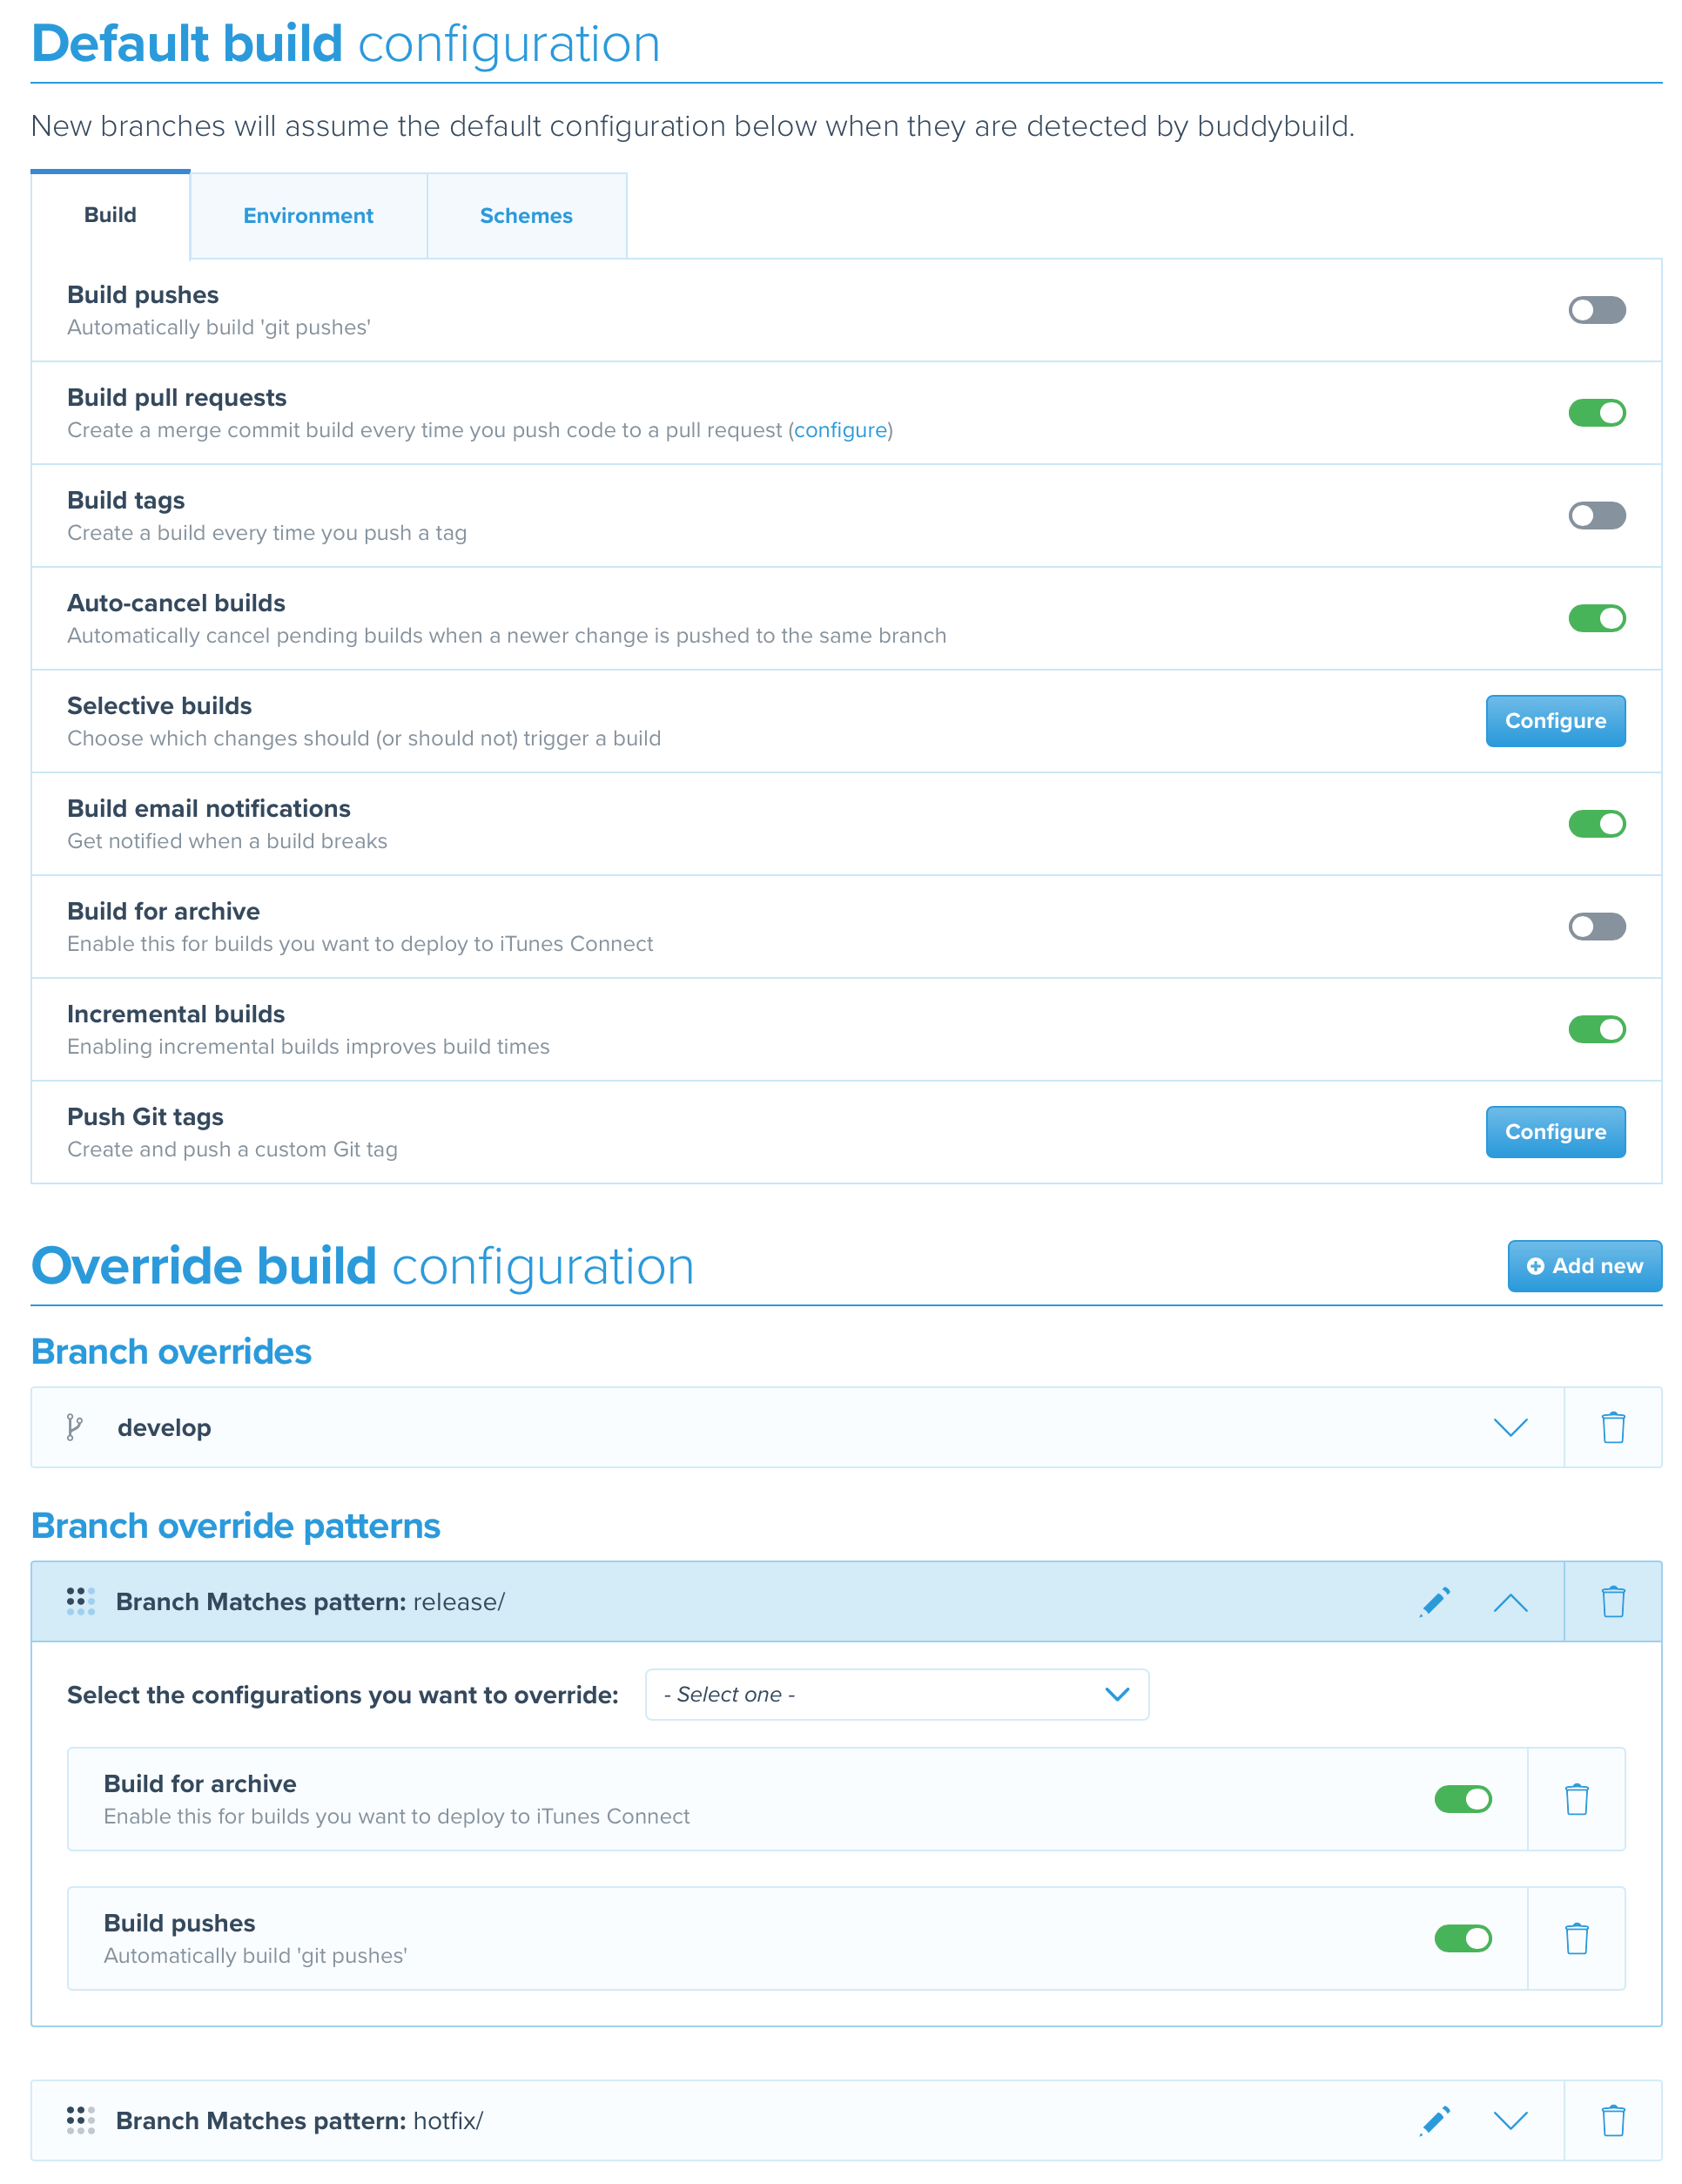 Default build configuration
New branches will assume the default configuration below when they are detected by buddybuild.
Build
Environment
Schemes
Build pushes
Automatically build 'git pushes'
Build pull requests
Create a merge commit build every time you push code to a pull request (configure)
Build tags
Create a build every time you push a tag
Auto-cancel builds
Automatically cancel pending builds when a newer change is pushed to the same branch
Selective builds
Choose which changes should (or should not) trigger a build
Configure
Build email notifications
Get notified when a build breaks
Build for archive
Enable this for builds you want to deploy to iTunes Connect
Incremental builds
Enabling incremental builds improves build times
Push Git tags
Create and push a custom Git tag
Configure
Override build configuration
Add new
Branch overrides
develop
Branch override patterns
Branch Matches pattern: release/
Select the configurations you want to override:
- Select one -
Build for archive
Enable this for builds you want to deploy to iTunes Connect
Build pushes
Automatically build 'git pushes'
Branch Matches pattern: hotfix/